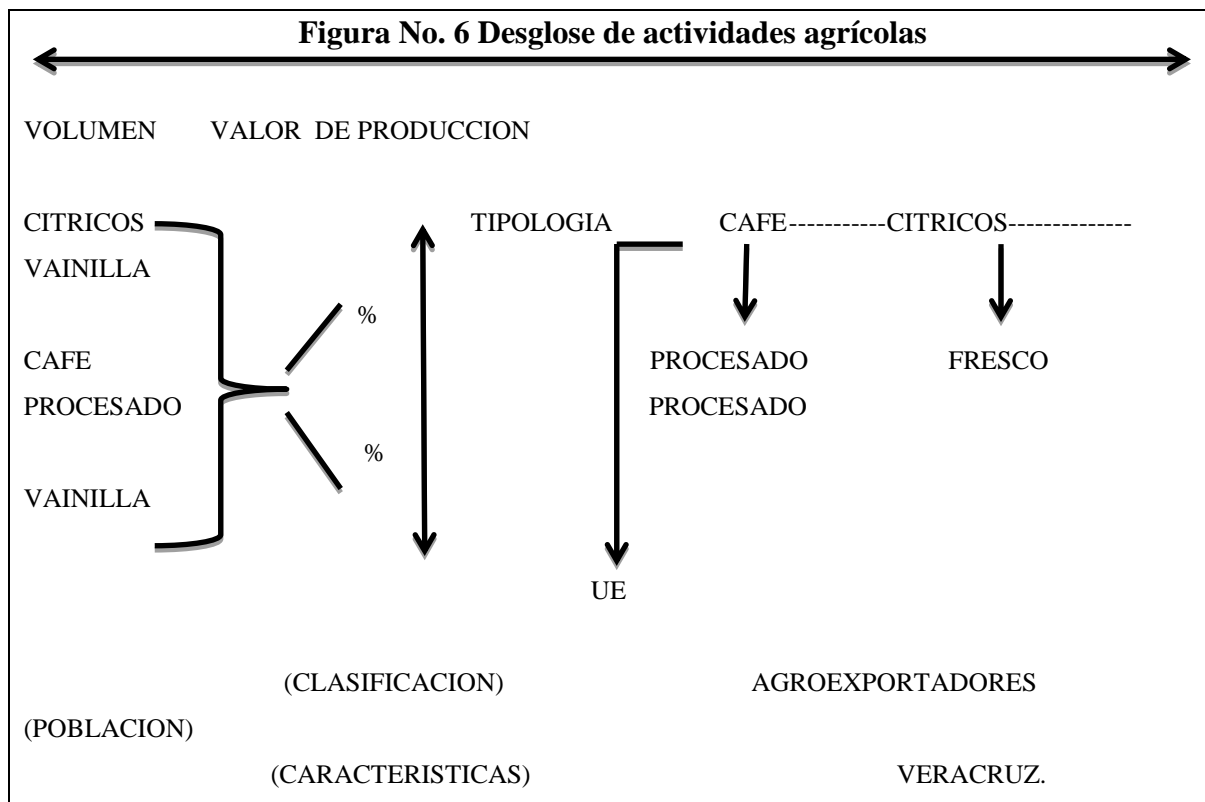 Figura No. 6 Desglose de actividades agrícolas
VOLUMEN VALOR DE PRODUCCION
CITRICOS TIPOLOGIA CAFE-----------CITRICOS--------------
VAINILLA
%
CAFE PROCESADO FRESCO
PROCESADO PROCESADO
%
VAINILLA
UE
(CLASIFICACION) AGROEXPORTADORES
(POBLACION)
(CARACTERISTICAS) VERACRUZ.